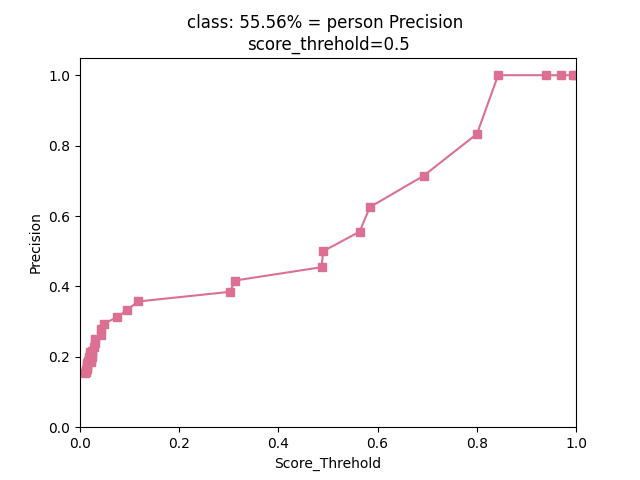 class: 55.56% = person Precision
score_threhold=0.5
1.0
0.8
0.6
0.4
0.2
0.0
Precision
0.0 0.2 0.4 0.6 0.8 1.0
Score_Threhold